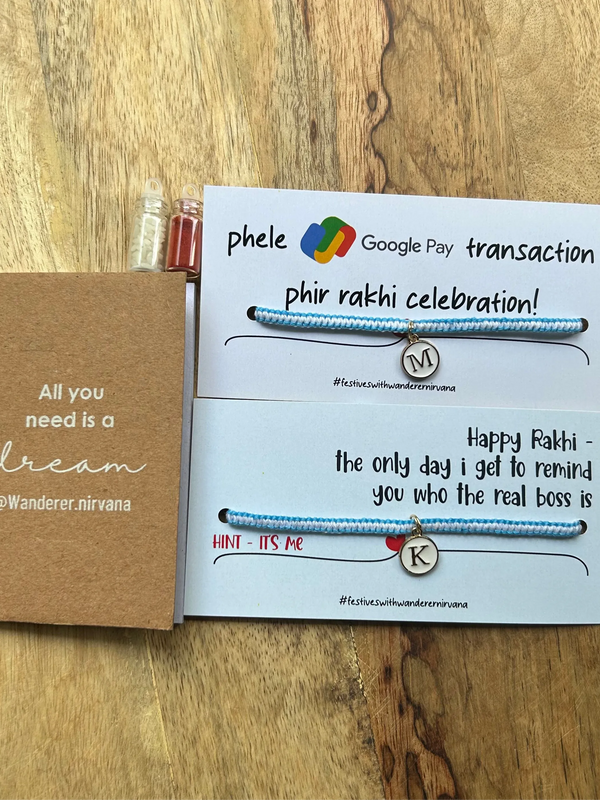 phele Google Pay transaction
phir rakhi celebration!
M
#festiveswithwanderernirvana
All you
need is a
dream
@Wanderer.nirvana
Happy Rakhi -
the only day i get to remind
you who the real boss is
HINT - IT'S ME
K
#festiveswithwanderernirvana